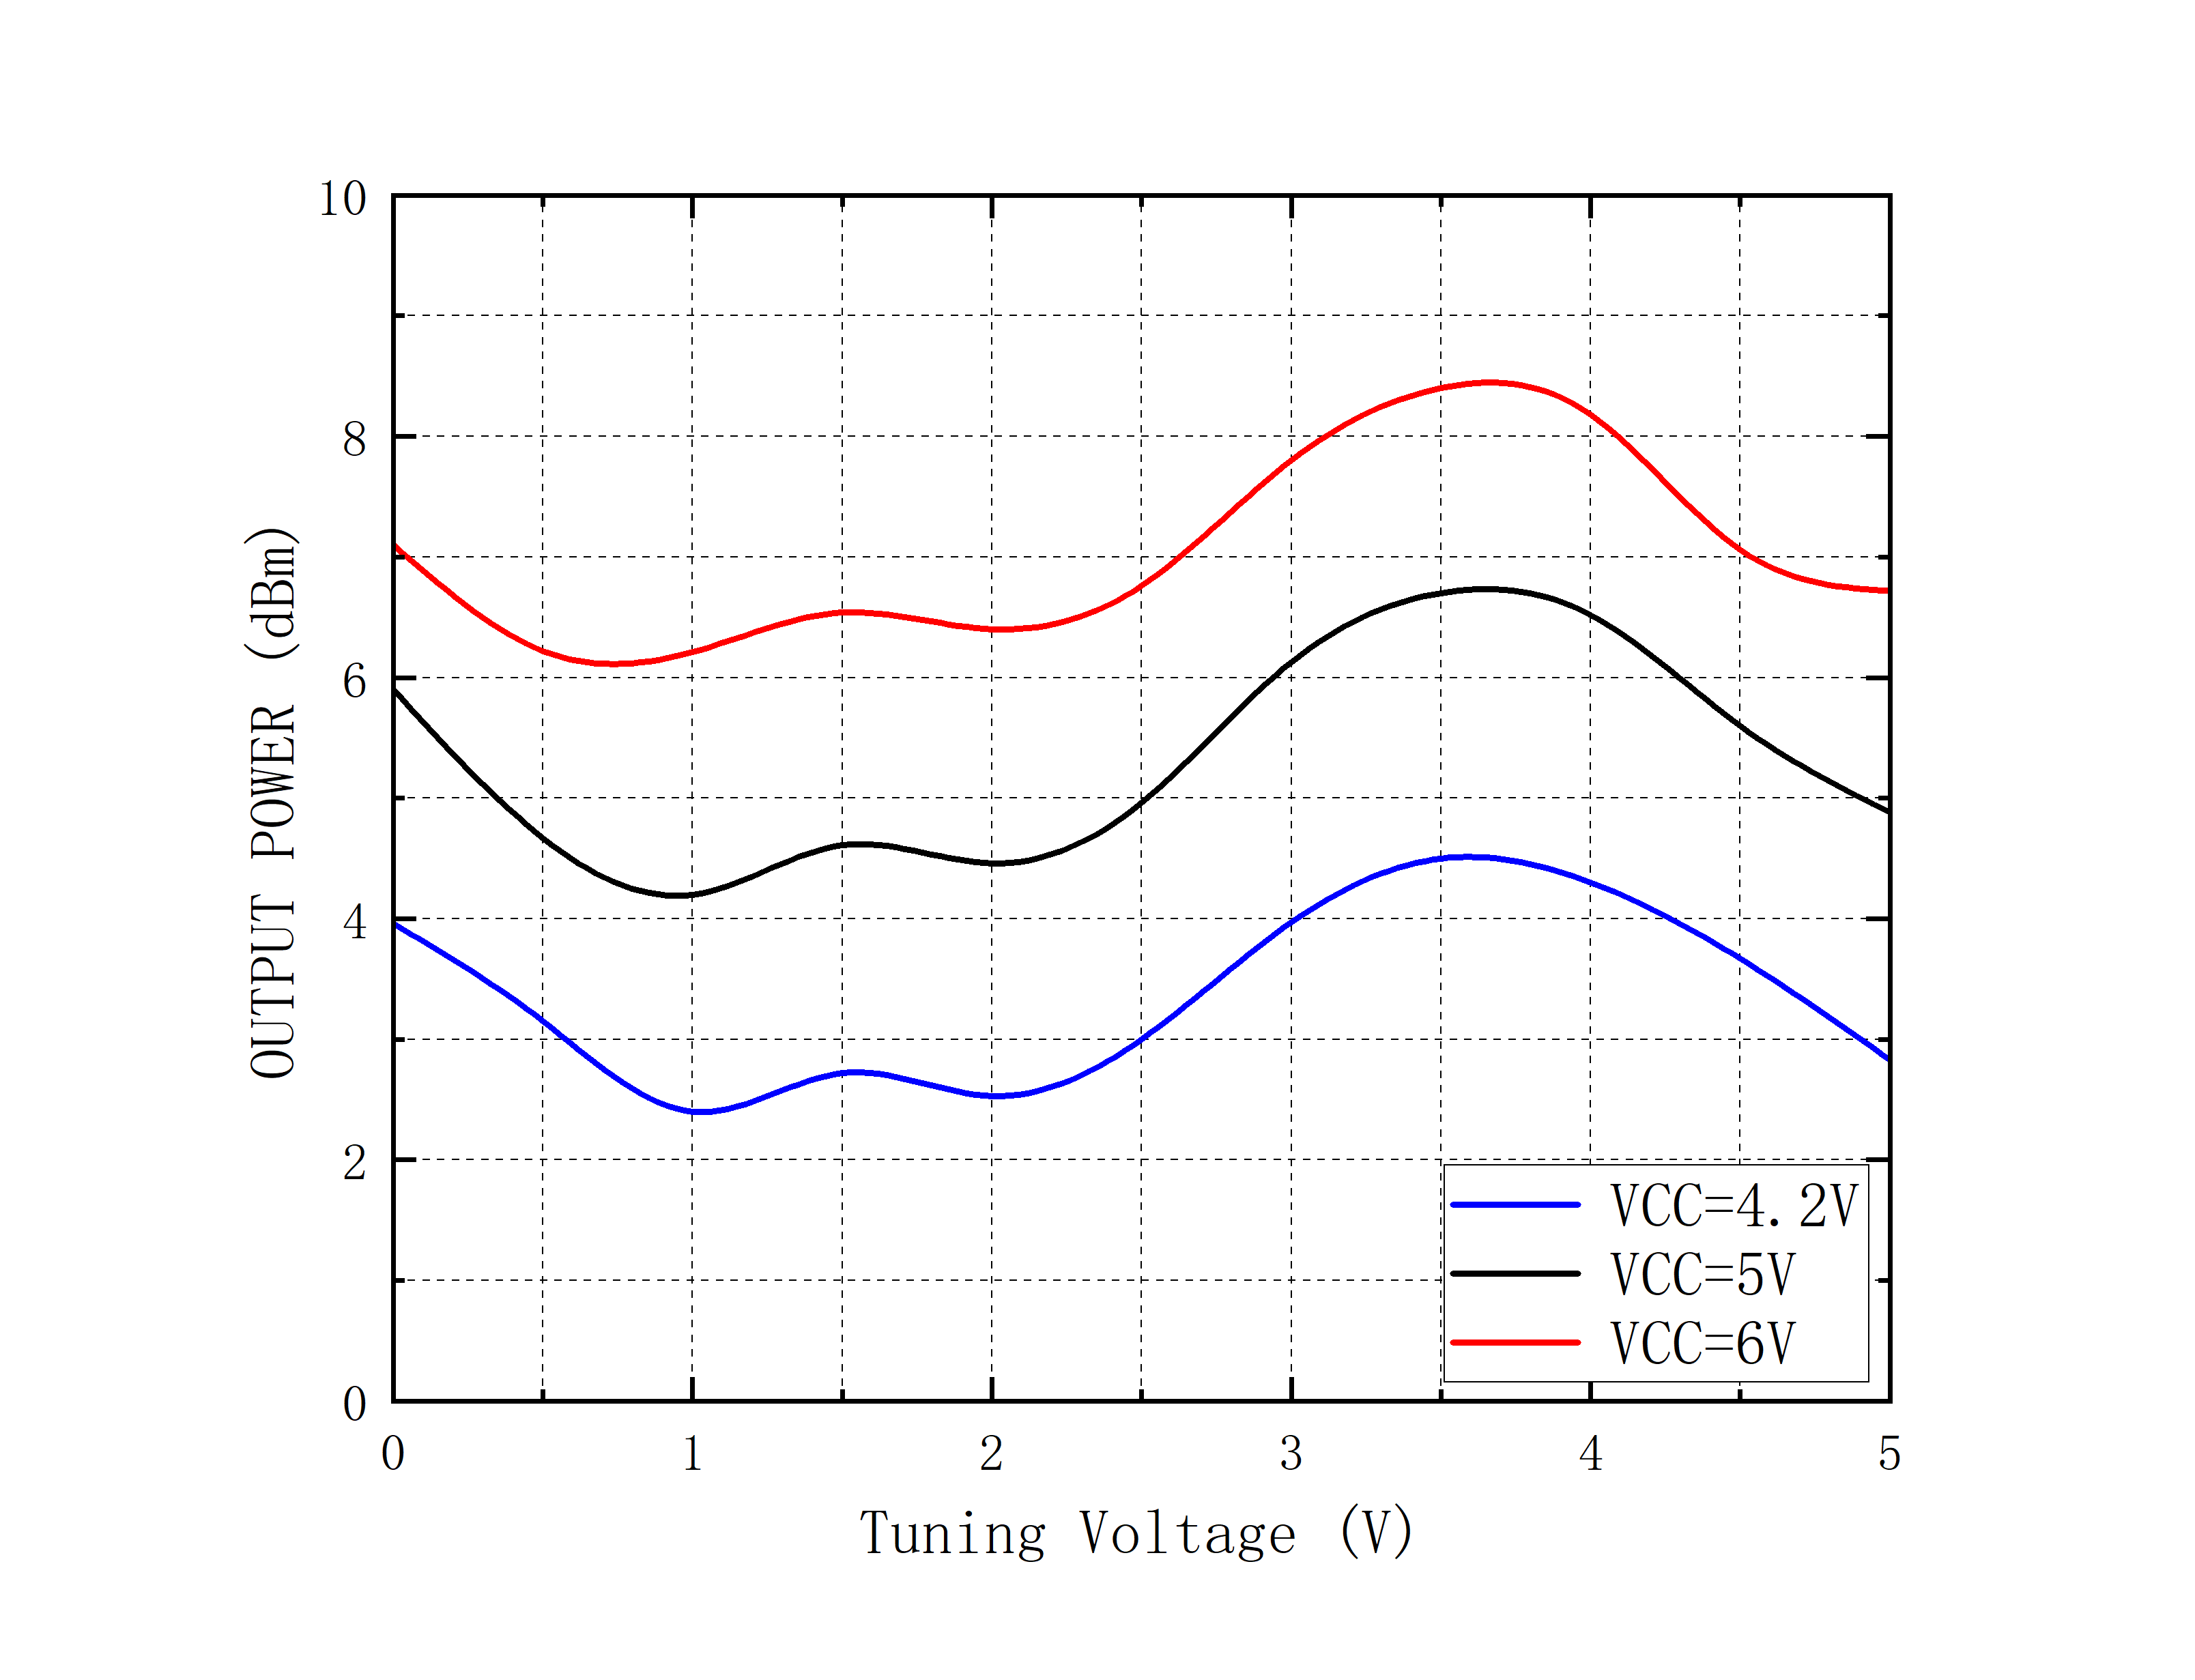 10
8
6
4
2
0
0 1 2 3 4 5
OUTPUT POWER (dBm)
Tuning Voltage (V)
VCC=4.2V
VCC=5V
VCC=6V